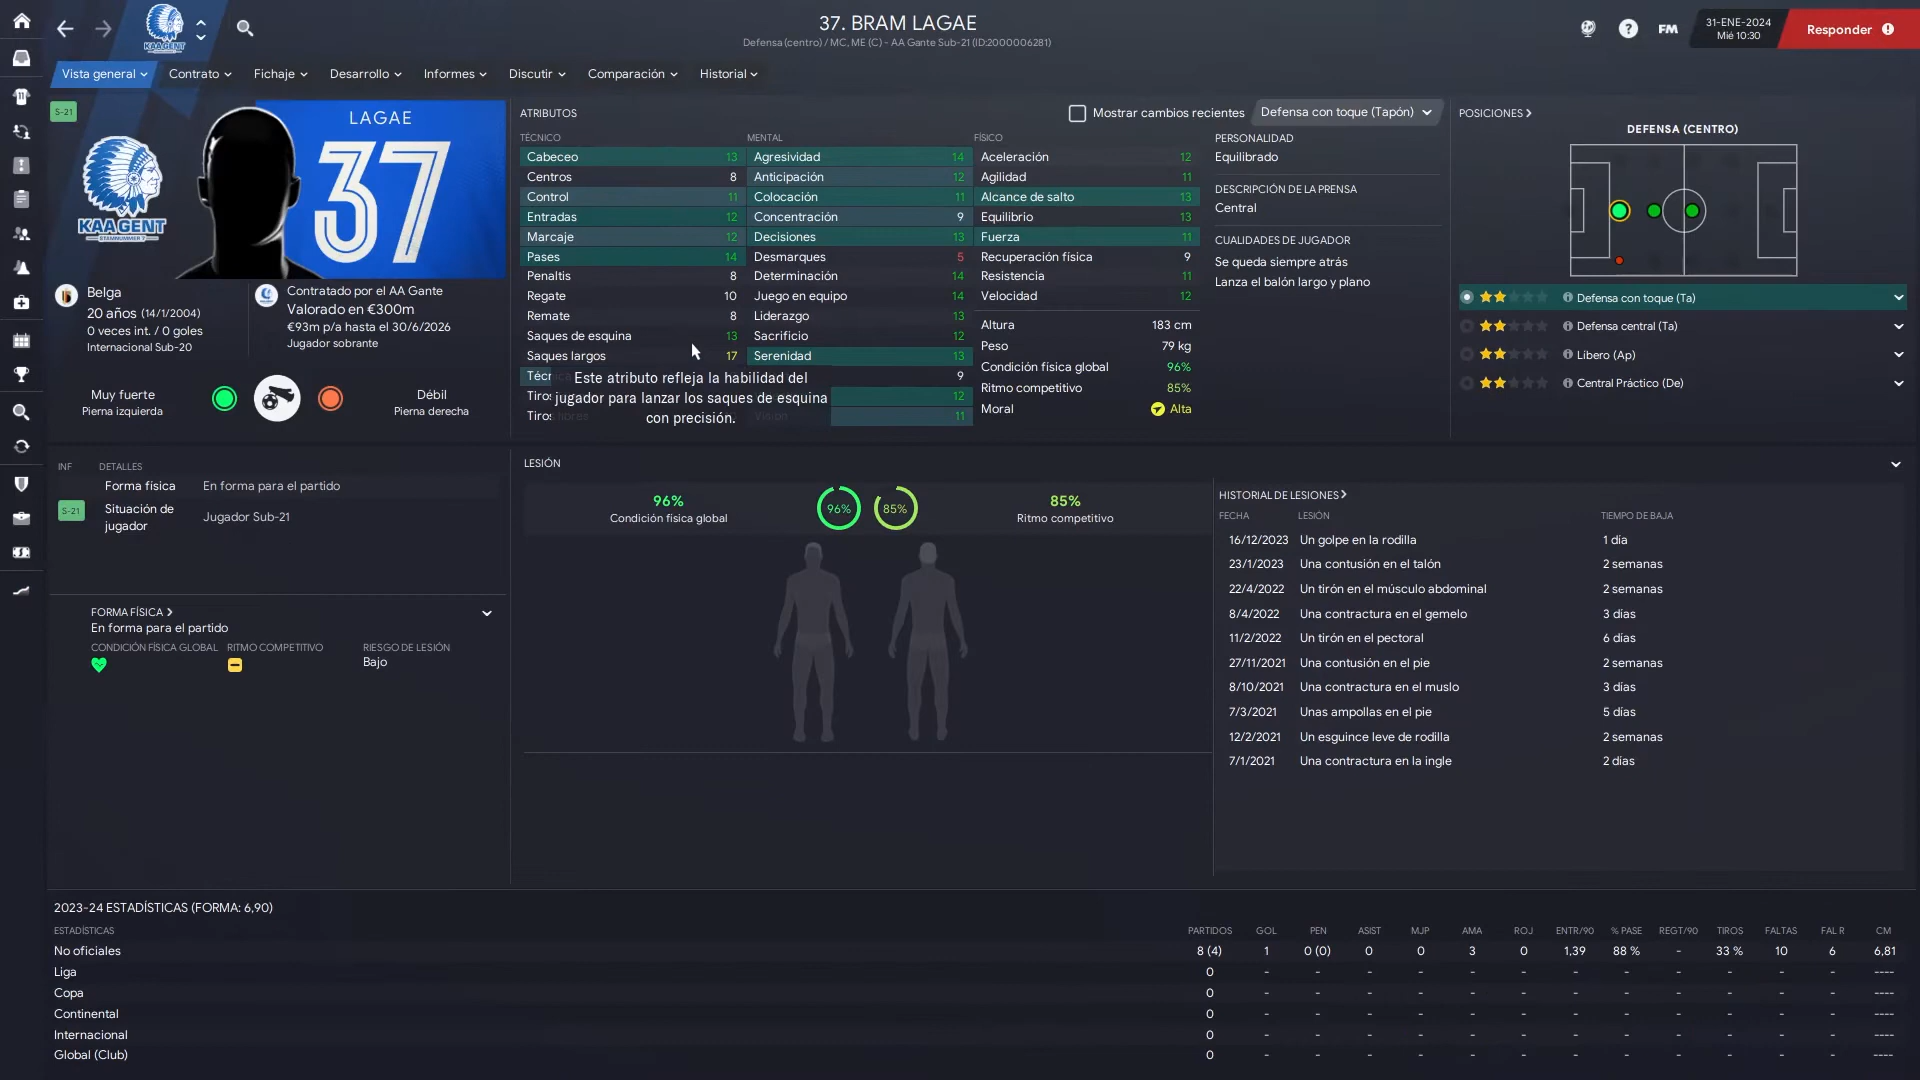 37. BRAM LAGAE
Defensa (centro) / MC, ME (C) - AA Gante Sub-21 (ID:2000006281)
KAA GENT
FM
31-ENE-2024
Mié 10:30
Responder
Vista general
Contrato
Fichaje
Desarrollo
Informes
Discutir
Comparación
Historial
S-21
KAA GENT
LAGAE
37
Belga
20 años (14/1/2004)
0 veces int. / 0 goles
Internacional Sub-20
Contratado por el AA Gante
Valorado en €300m
€93m p/a hasta el 30/6/2026
Jugador sobrante
Muy fuerte
Pierna izquierda
Débil
Pierna derecha
ATRIBUTOS
Mostrar cambios recientes
Defensa con toque (Tapón)
TÉCNICO
Cabeceo 13
Centros 8
Control 11
Entradas 12
Marcaje 12
Pases 14
Penaltis 8
Regate 10
Remate 8
Saques de esquina 13
Saques largos 17
MENTAL
Agresividad 14
Anticipación 12
Colocación 11
Concentración 9
Decisiones 13
Desmarques 5
Determinación 14
Juego en equipo 14
Liderazgo 13
Sacrificio 12
Serenidad 13
9
12
Visión 11
Este atributo refleja la habilidad del
jugador para lanzar los saques de esquina
con precisión.
FÍSICO
Aceleración 12
Agilidad 11
Alcance de salto 13
Equilibrio 13
Fuerza 11
Recuperación física 9
Resistencia 11
Velocidad 12
Altura 183 cm
Peso 79 kg
Condición física global 96%
Ritmo competitivo 85%
Moral Alta
PERSONALIDAD
Equilibrado
DESCRIPCIÓN DE LA PRENSA
Central
CUALIDADES DE JUGADOR
Se queda siempre atrás
Lanza el balón largo y plano
POSICIONES
DEFENSA (CENTRO)
Defensa con toque (Ta)
Defensa central (Ta)
Líbero (Ap)
Central Práctico (De)
INF DETALLES
Forma física En forma para el partido
S-21 Situación de jugador Jugador Sub-21
FORMA FÍSICA
En forma para el partido
CONDICIÓN FÍSICA GLOBAL RITMO COMPETITIVO RIESGO DE LESIÓN
Bajo
LESIÓN
96%
Condición física global
96%
85%
85%
Ritmo competitivo
HISTORIAL DE LESIONES
FECHA LESIÓN TIEMPO DE BAJA
16/12/2023 Un golpe en la rodilla 1 día
23/1/2023 Una contusión en el talón 2 semanas
22/4/2022 Un tirón en el músculo abdominal 2 semanas
8/4/2022 Una contractura en el gemelo 3 días
11/2/2022 Un tirón en el pectoral 6 días
27/11/2021 Una contusión en el pie 2 semanas
8/10/2021 Una contractura en el muslo 3 días
7/3/2021 Unas ampollas en el pie 5 días
12/2/2021 Un esguince leve de rodilla 2 semanas
7/1/2021 Una contractura en la ingle 2 días
2023-24 ESTADÍSTICAS (FORMA: 6,90)
ESTADÍSTICAS PARTIDOS GOL PEN ASIST MJP AMA ROJ ENTR/90 % PASE REGT/90 TIROS FALTAS FAL R CM
No oficiales 8 (4) 1 0 (0) 0 0 3 0 1,39 88 % - 33 % 10 6 6,81
Liga 0 - - - - - - - - - - - - ----
Copa 0 - - - - - - - - - - - - ----
Continental 0 - - - - - - - - - - - - ----
Internacional 0 - - - - - - - - - - - - ----
Global (Club) 0 - - - - - - - - - - - - ----